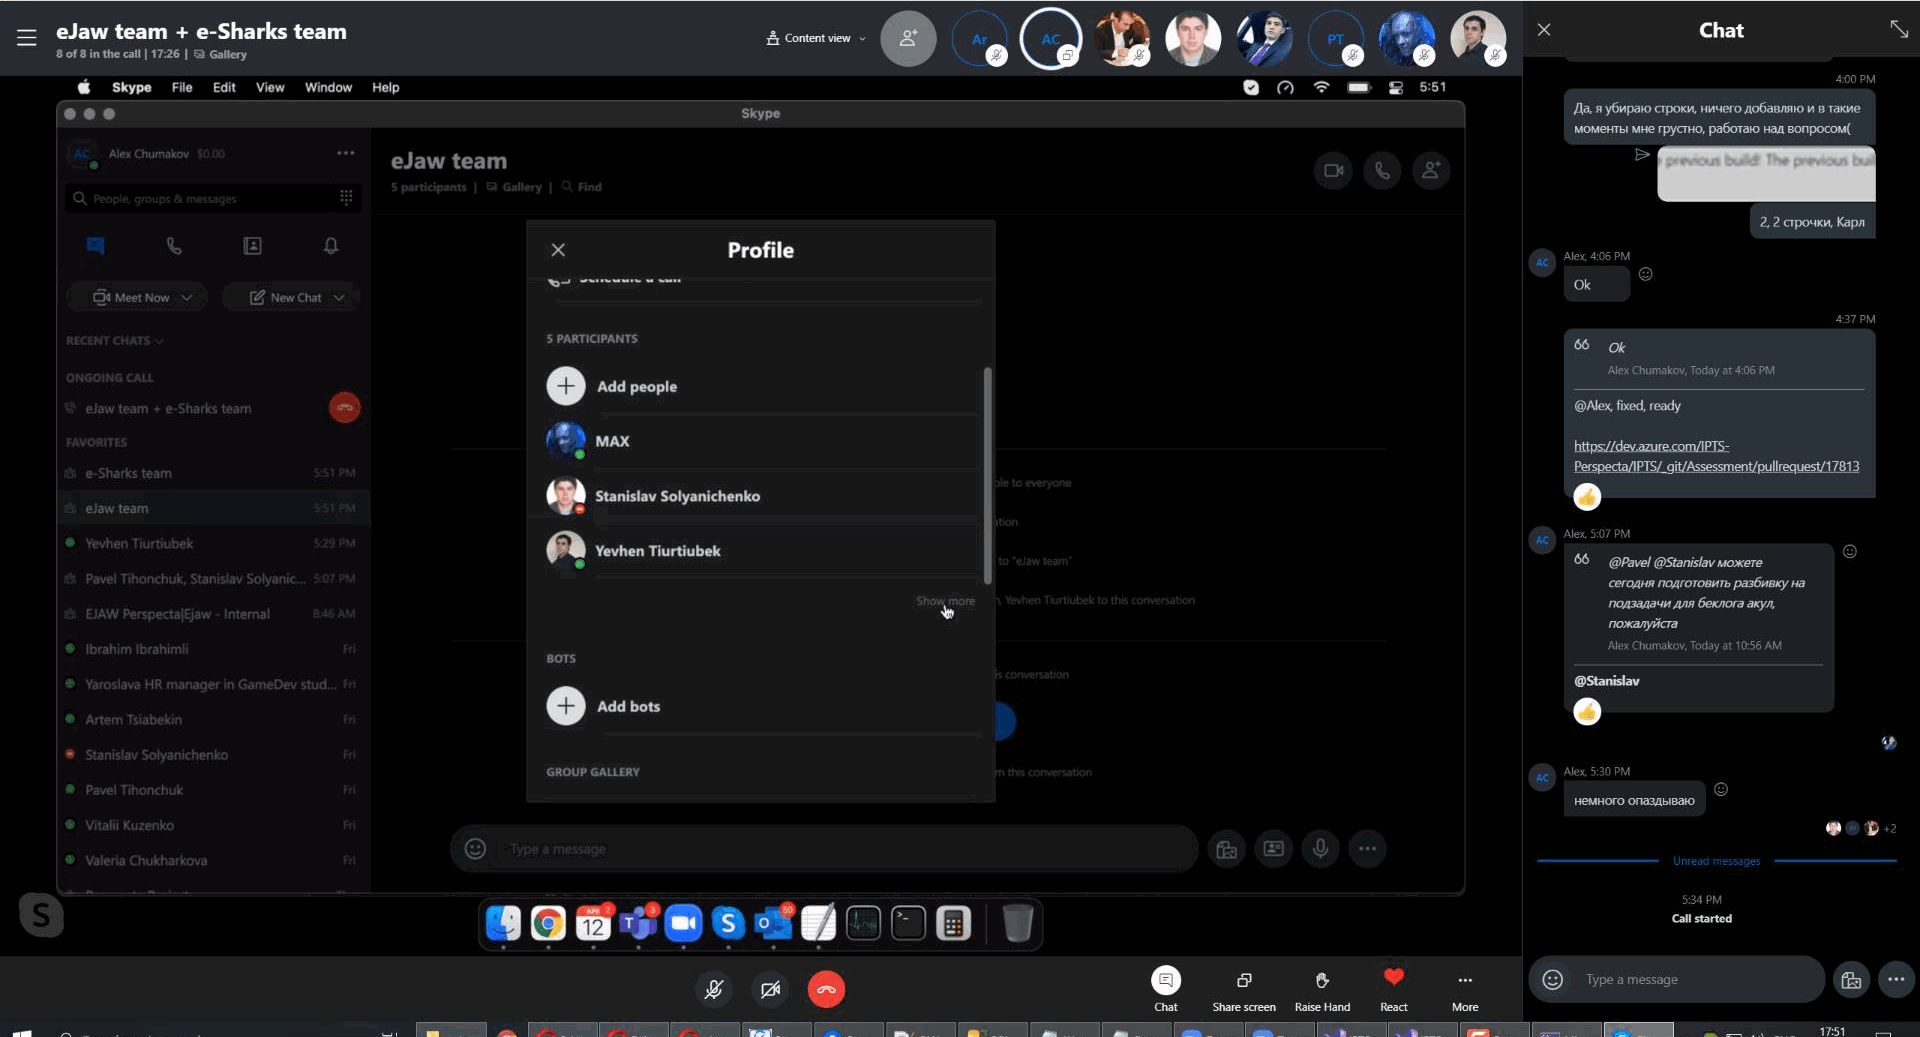 eJaw team + e-Sharks team
8 of 8 in the call | 17:26 | Gallery
Content view
Ar
AC
PT
Skype File Edit View Window Help
5:51
Skype
AC
Alex Chumakov $0.00
People, groups & messages
Meet Now
New Chat
RECENT CHATS
ONGOING CALL
eJaw team + e-Sharks team
FAVORITES
e-Sharks team 5:51 PM
eJaw team 5:51 PM
Yevhen Tiurtiubek 5:29 PM
Pavel Tihonchuk, Stanislav Solyanic... 5:07 PM
EJAW Perspecta|Ejaw - Internal 8:46 AM
Ibrahim Ibrahimli Fri
Yaroslava HR manager in GameDev stud... Fri
Artem Tsiabekin Fri
Stanislav Solyanichenko Fri
Pavel Tihonchuk Fri
Vitalii Kuzenko Fri
Valeria Chukharkova Fri
eJaw team
5 participants | Gallery | Find
Profile
Schedule a call
5 PARTICIPANTS
Add people
MAX
Stanislav Solyanichenko
Yevhen Tiurtiubek
Show more
BOTS
Add bots
GROUP GALLERY
to everyone
to "eJaw team"
Yevhen Tiurtiubek to this conversation
conversation
this conversation
Type a message
S
APR
12
2
3
50
Chat
Share screen
Raise Hand
React
More
Chat
4:00 PM
Да, я убираю строки, ничего добавляю и в такие
моменты мне грустно, работаю над вопросом(
previous build! The previous buil
2, 2 строчки, Карл
Alex, 4:06 PM
AC
Ok
4:37 PM
Ok
Alex Chumakov, Today at 4:06 PM
@Alex, fixed, ready
https://dev.azure.com/IPTS-
Perspecta/IPTS/_git/Assessment/pullrequest/17813
Alex, 5:07 PM
AC
@Pavel @Stanislav можете
сегодня подготовить разбивку на
подзадачи для беклога акул,
пожалуйста
Alex Chumakov, Today at 10:56 AM
@Stanislav
Alex, 5:30 PM
AC
немного опаздываю
+2
Unread messages
5:34 PM
Call started
Type a message
17:51